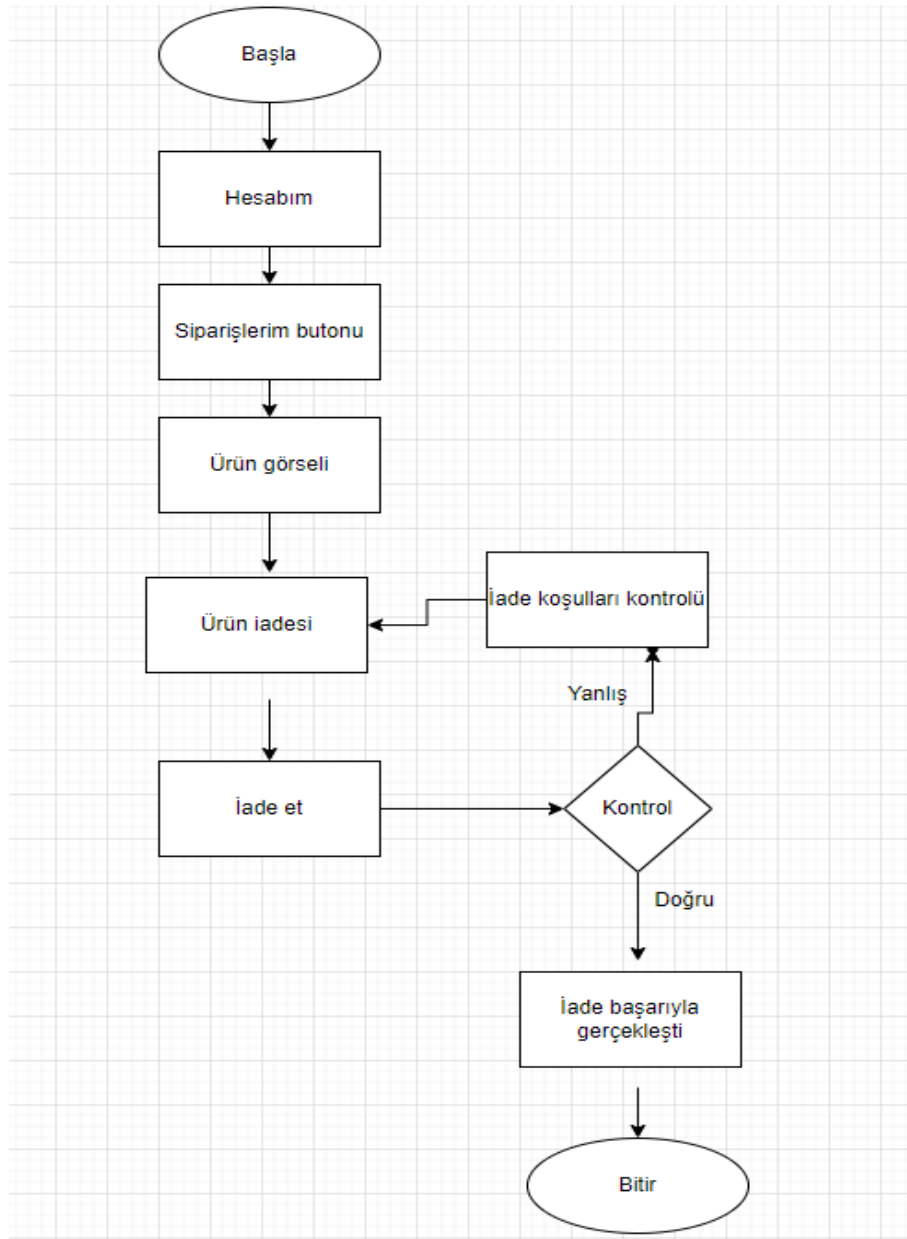 Başla
Hesabım
Siparişlerim butonu
Ürün görseli
Ürün iadesi
İade koşulları kontrolü
Yanlış
İade et
Kontrol
Doğru
İade başarıyla
gerçekleşti
Bitir